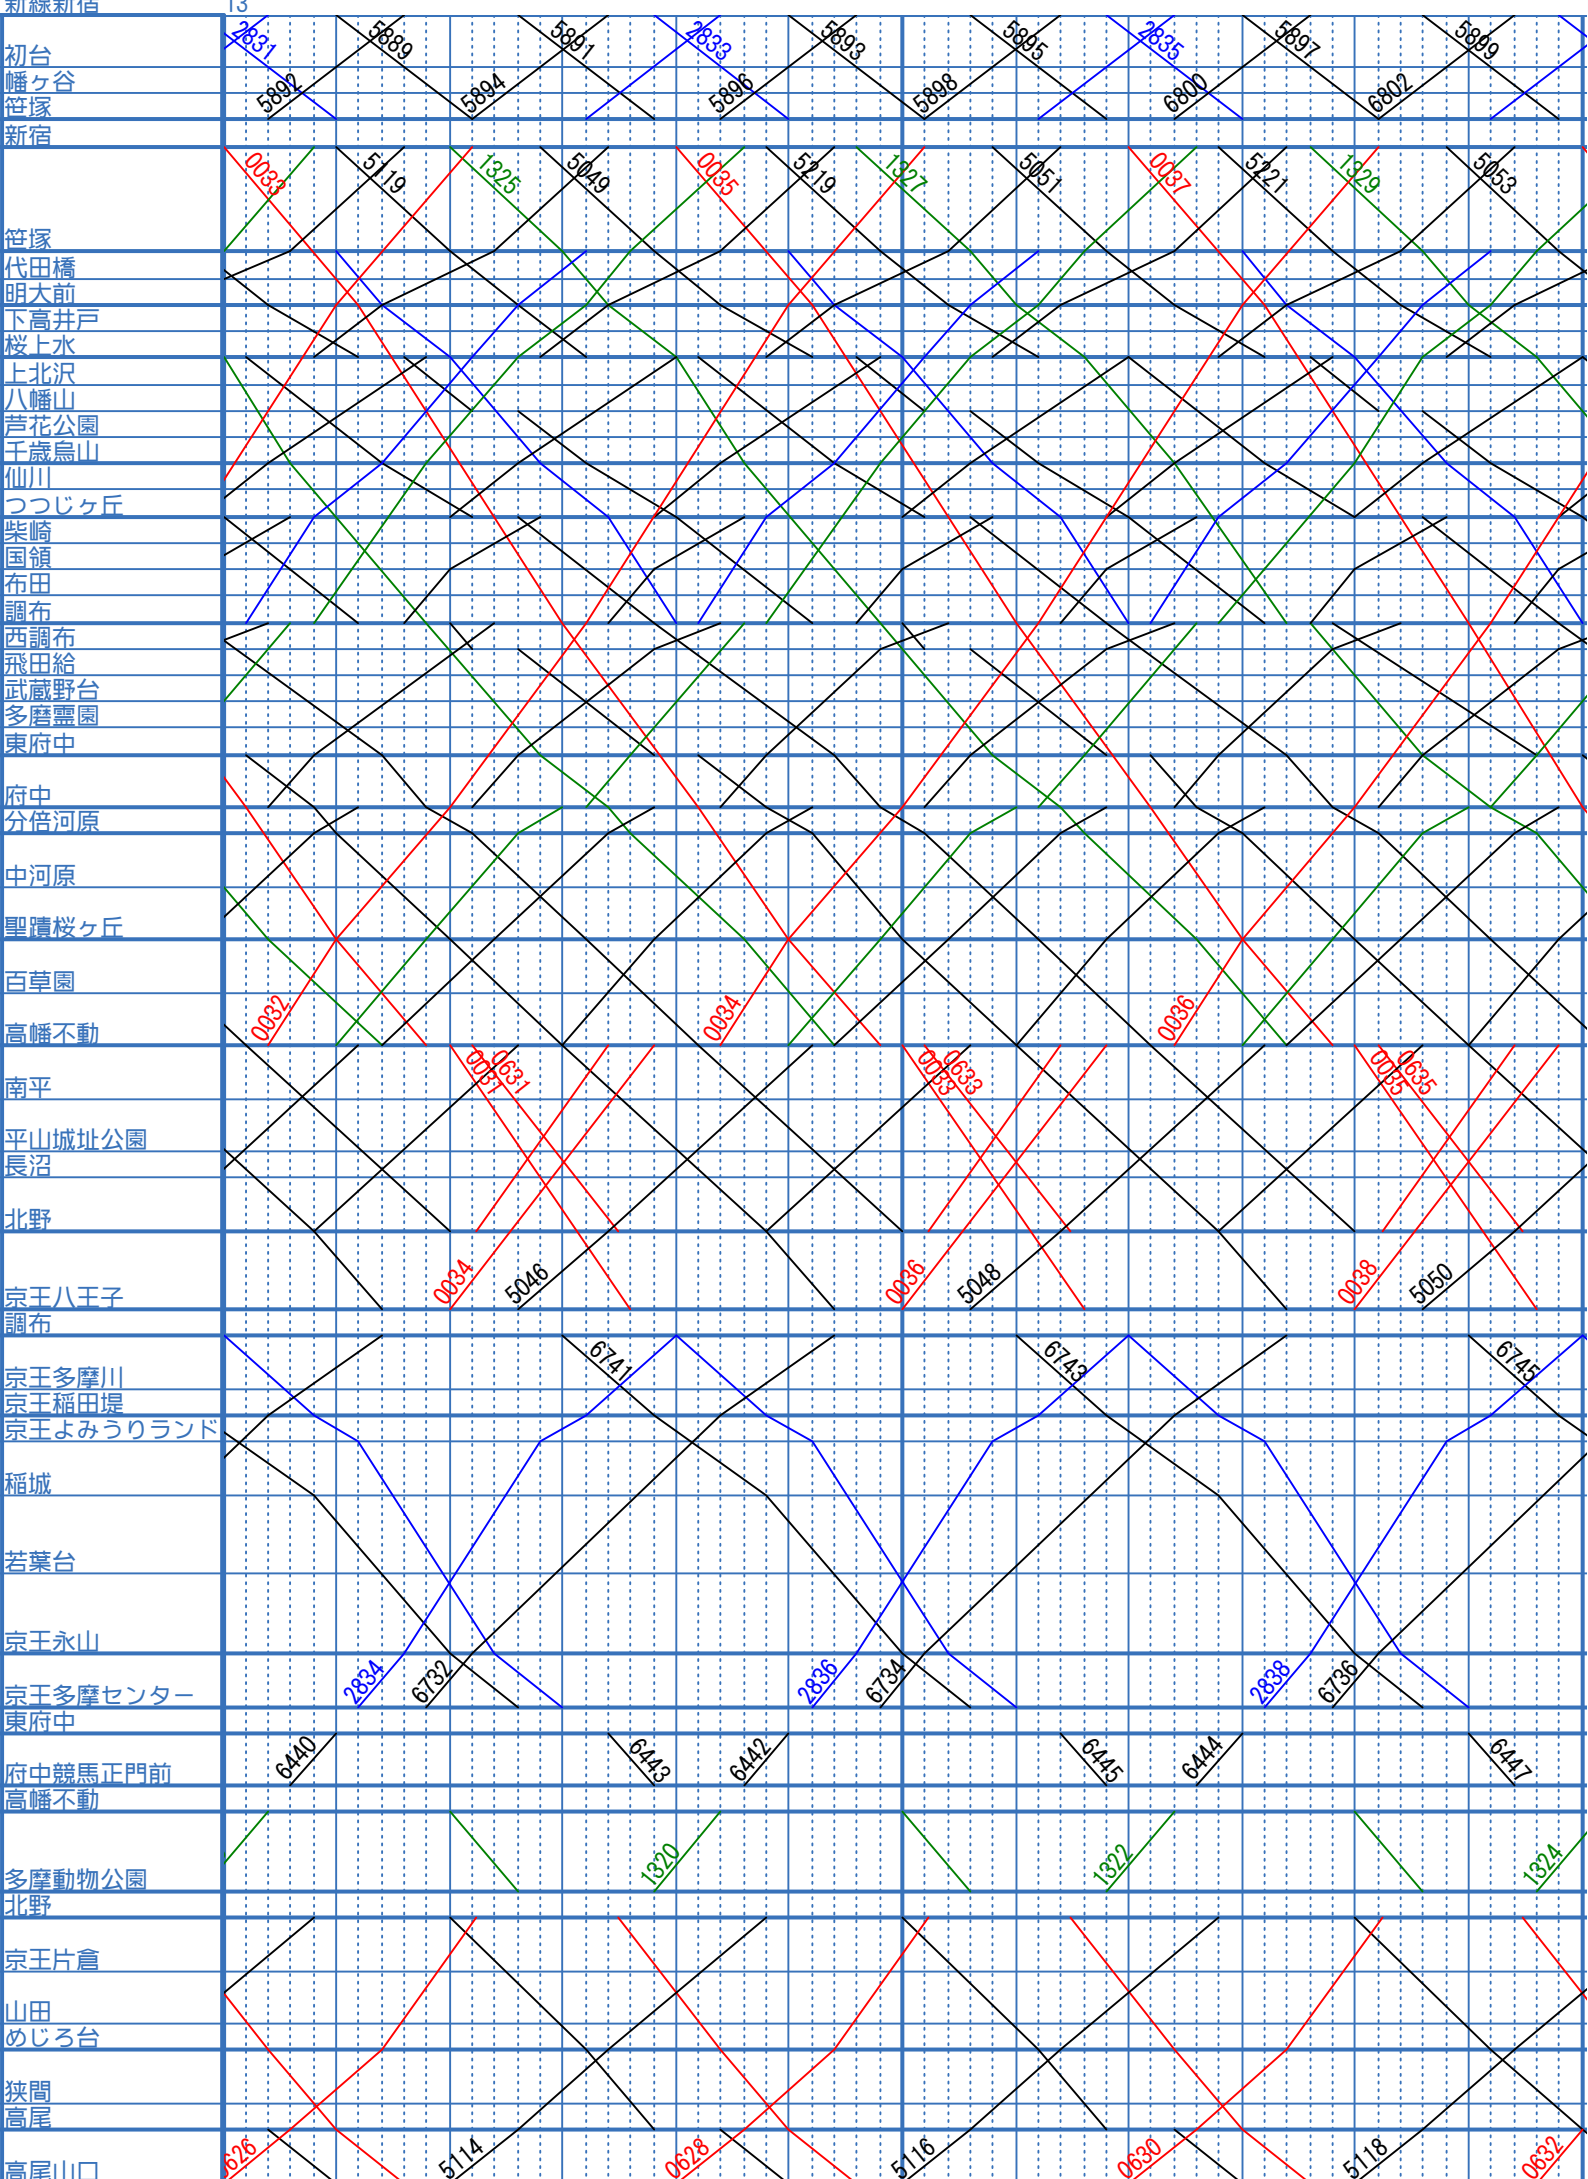 新線新宿 13
2831 5889 5891 2833 5893 5895 2835 5897 5899
初台
幡ヶ谷
5892 5894 5896 5898 6800 6802
笹塚
新宿
0033 5119 1325 5049 0035 5219 1327 5051 0037 5221 1329 5053
笹塚
代田橋
明大前
下高井戸
桜上水
上北沢
八幡山
芦花公園
千歳烏山
仙川
つつじヶ丘
柴崎
国領
布田
調布
西調布
飛田給
武蔵野台
多磨霊園
東府中
府中
分倍河原
中河原
聖蹟桜ヶ丘
百草園
0032 0034 0036
高幡不動
0031 0631 0033 0633 0035 0635
南平
平山城址公園
長沼
北野
0034 5046 0036 5048 0038 5050
京王八王子
調布
6741 6743 6745
京王多摩川
京王稲田堤
京王よみうりランド
稲城
若葉台
京王永山
2834 6732 2836 6734 2838 6736
京王多摩センター
東府中
6440 6443 6442 6445 6444 6447
府中競馬正門前
高幡不動
1320 1322 1324
多摩動物公園
北野
京王片倉
山田
めじろ台
狭間
高尾
0626 5114 0628 5116 0630 5118 0632
高尾山口